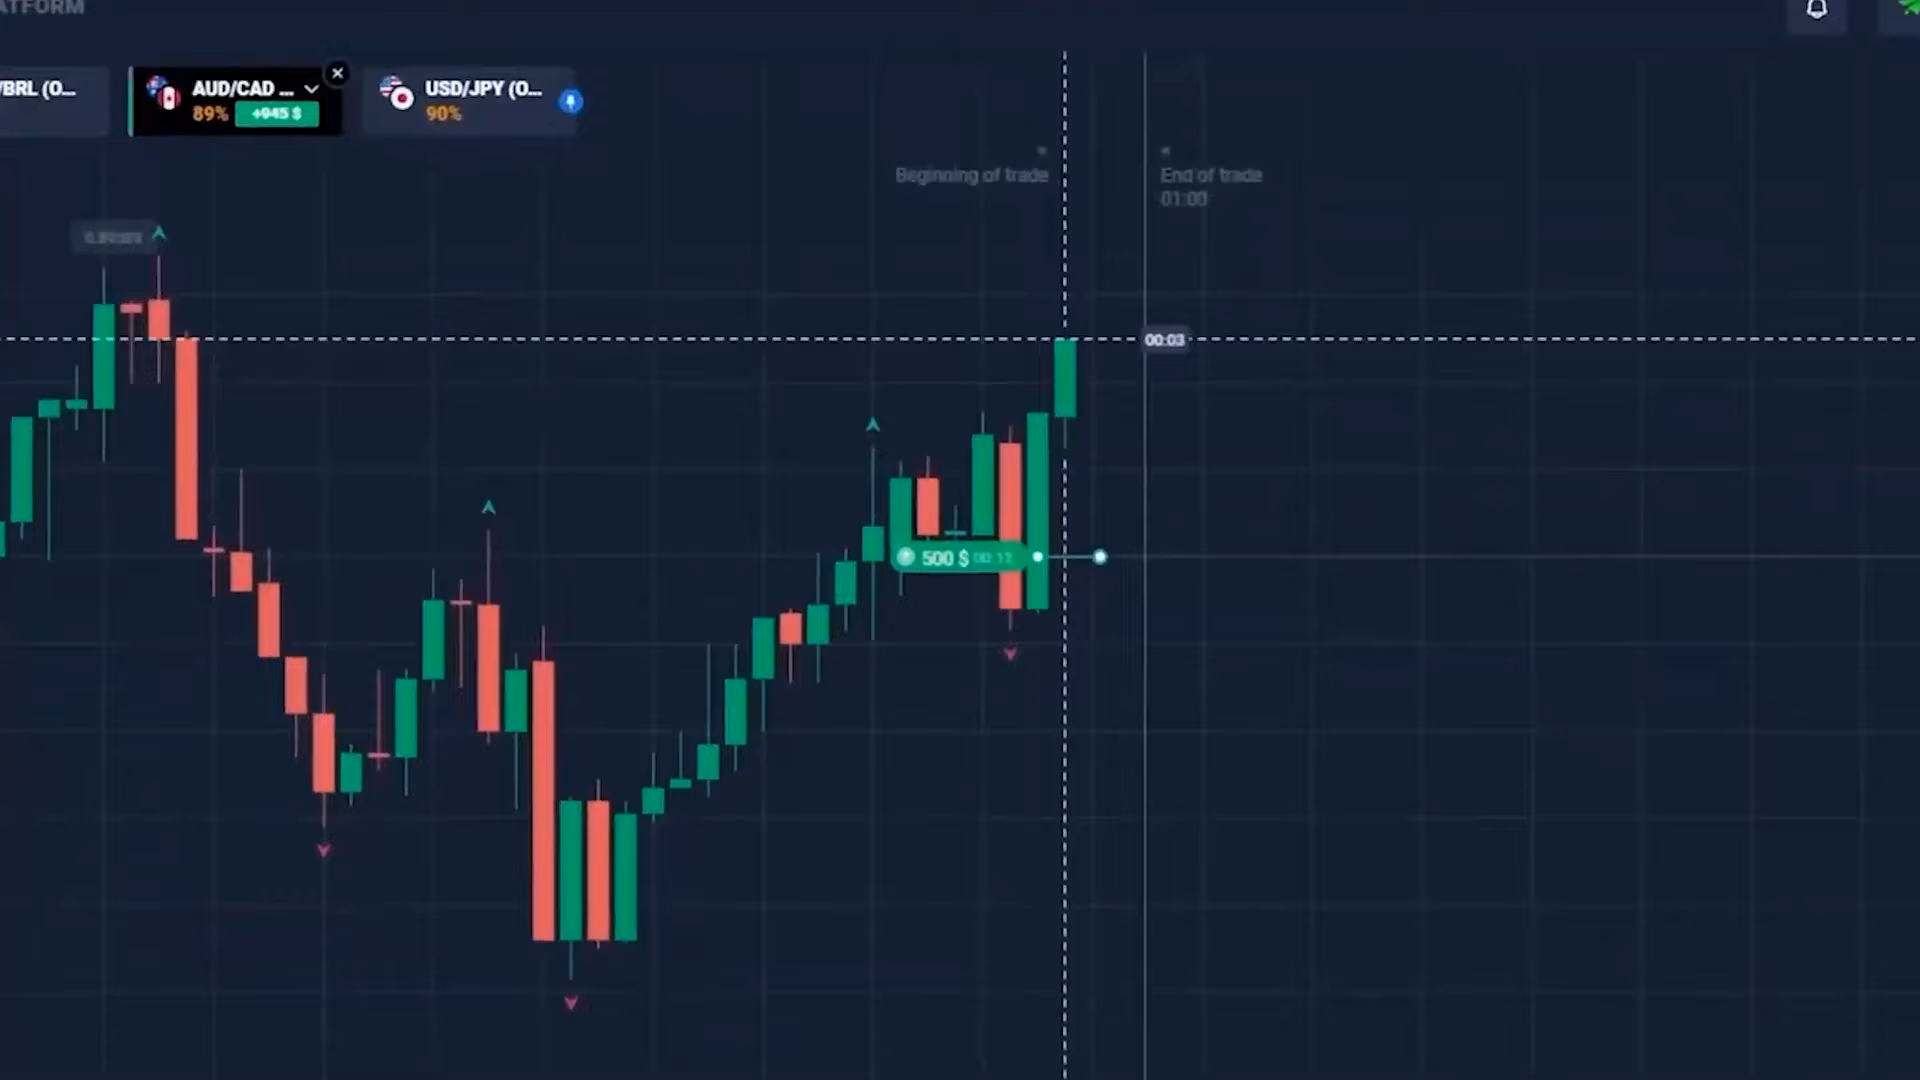 ATFORM
/BRL (O...
AUD/CAD ...
89% +945 $
USD/JPY (O...
90%
Beginning of trade
End of trade
01:00
00:03
500 $